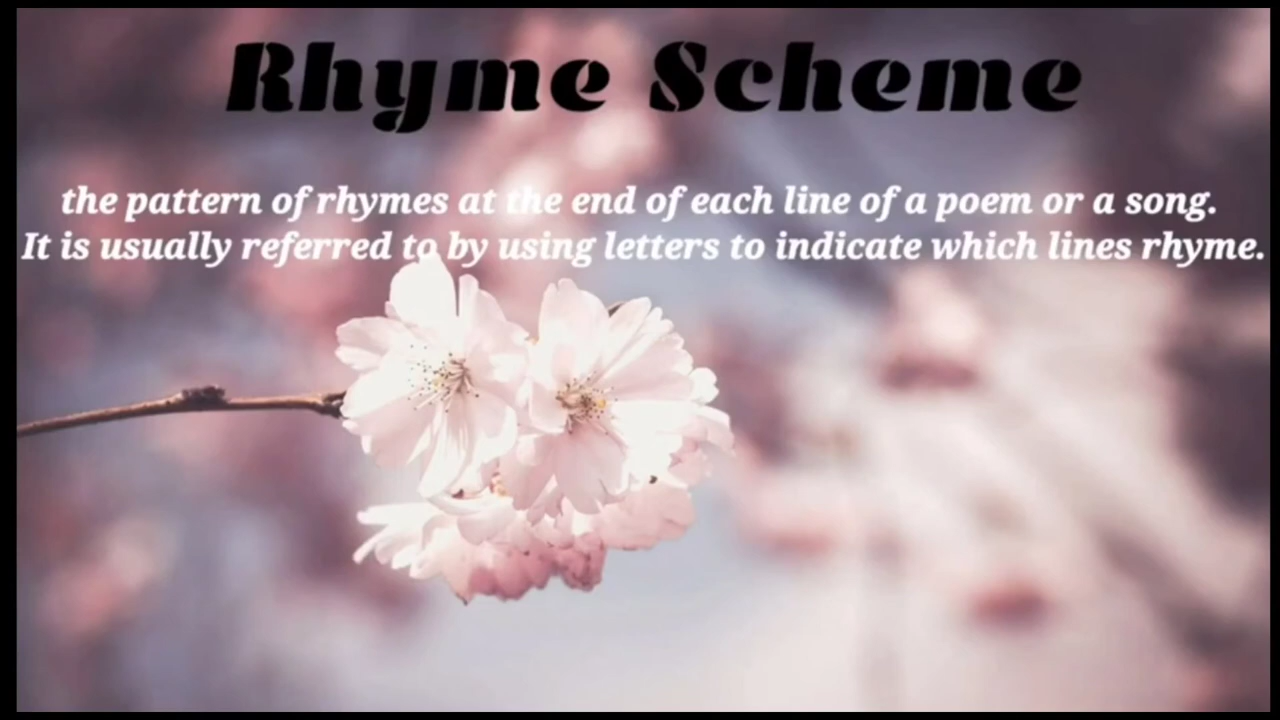 Rhyme Scheme
the pattern of rhymes at the end of each line of a poem or a song.
It is usually referred to by using letters to indicate which lines rhyme.